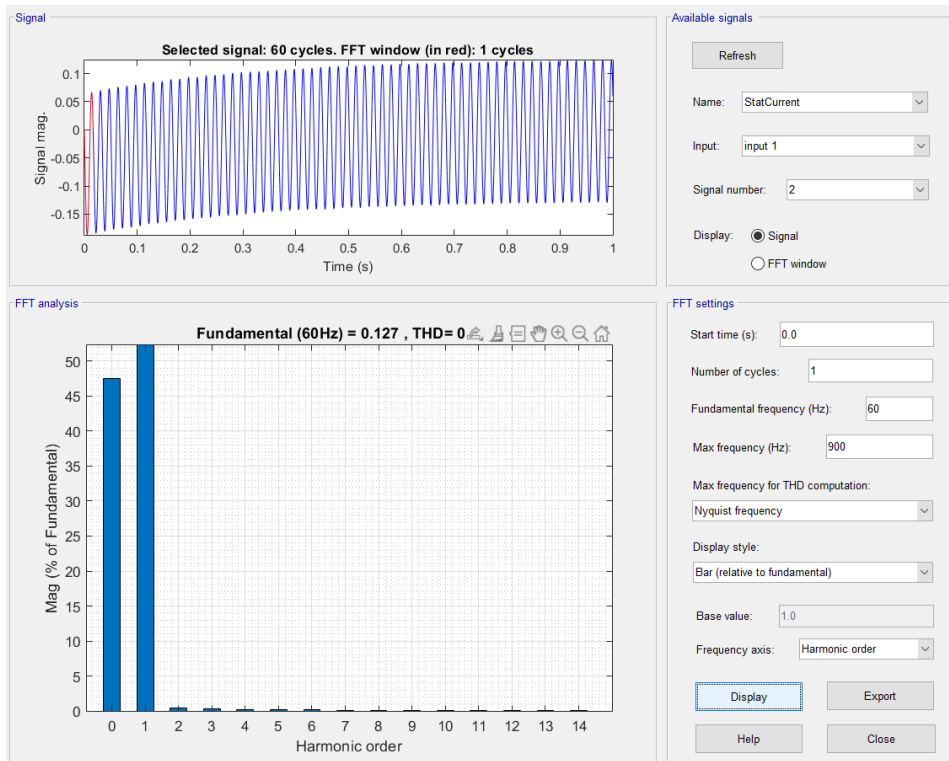 Signal
Selected signal: 60 cycles. FFT window (in red): 1 cycles
0.1
0.05
0
-0.05
-0.1
-0.15
Signal mag.
0 0.1 0.2 0.3 0.4 0.5 0.6 0.7 0.8 0.9 1
Time (s)
Available signals
Refresh
Name: StatCurrent
Input: input 1
Signal number: 2
Display: Signal
FFT window
FFT analysis
Fundamental (60Hz) = 0.127 , THD= 0
50
45
40
35
30
25
20
15
10
5
0
Mag (% of Fundamental)
0 1 2 3 4 5 6 7 8 9 10 11 12 13 14
Harmonic order
FFT settings
Start time (s): 0.0
Number of cycles: 1
Fundamental frequency (Hz): 60
Max frequency (Hz): 900
Max frequency for THD computation:
Nyquist frequency
Display style:
Bar (relative to fundamental)
Base value: 1.0
Frequency axis: Harmonic order
Display Export
Help Close